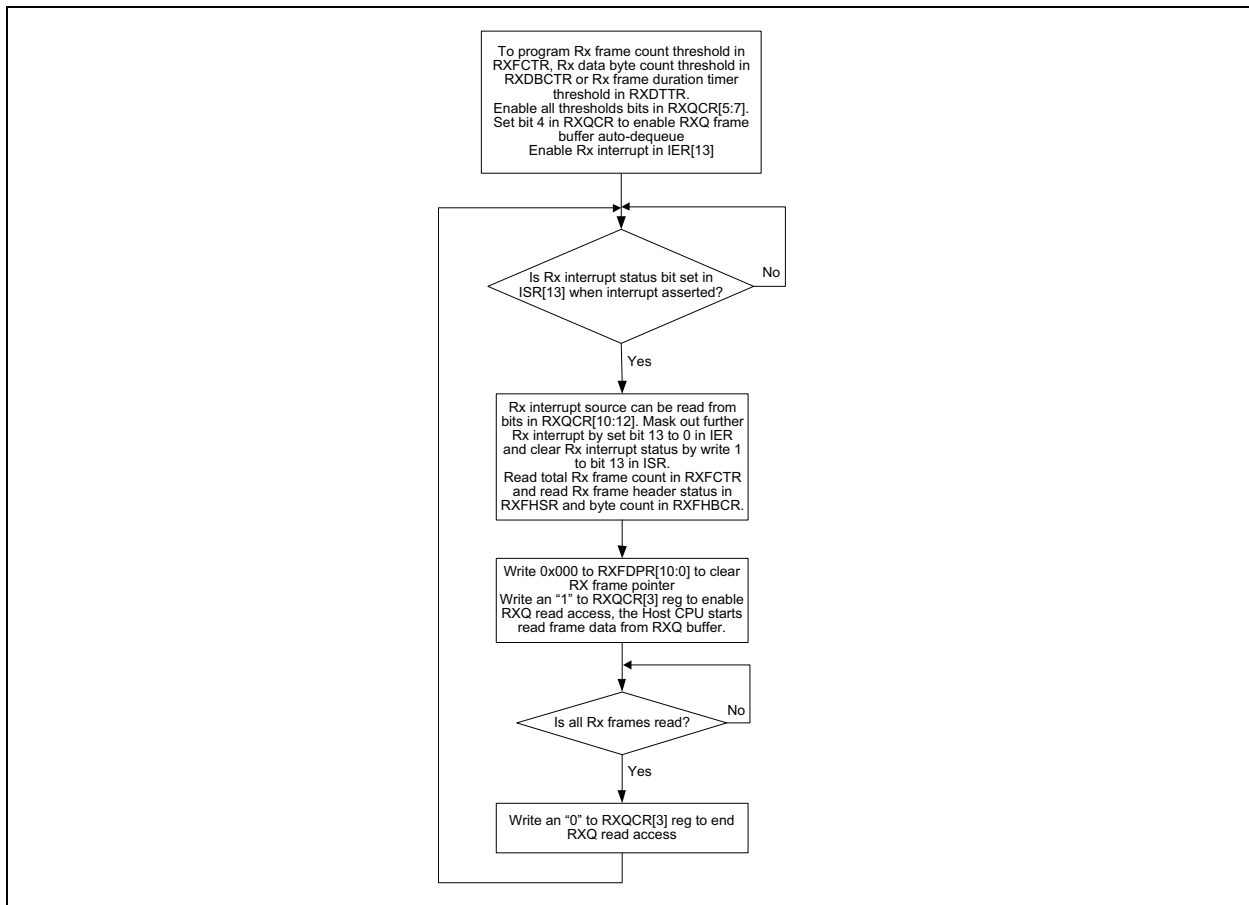 To program Rx frame count threshold in
RXFCTR, Rx data byte count threshold in
RXDBCTR or Rx frame duration timer
threshold in RXDTTR.
Enable all thresholds bits in RXQCR[5:7].
Set bit 4 in RXQCR to enable RXQ frame
buffer auto-dequeue
Enable Rx interrupt in IER[13]
Is Rx interrupt status bit set in
ISR[13] when interrupt asserted?
No
Yes
Rx interrupt source can be read from
bits in RXQCR[10:12]. Mask out further
Rx interrupt by set bit 13 to 0 in IER
and clear Rx interrupt status by write 1
to bit 13 in ISR.
Read total Rx frame count in RXFCTR
and read Rx frame header status in
RXFHSR and byte count in RXFHBCR.
Write 0x000 to RXFDPR[10:0] to clear
RX frame pointer
Write an “1” to RXQCR[3] reg to enable
RXQ read access, the Host CPU starts
read frame data from RXQ buffer.
Is all Rx frames read?
No
Yes
Write an “0” to RXQCR[3] reg to end
RXQ read access